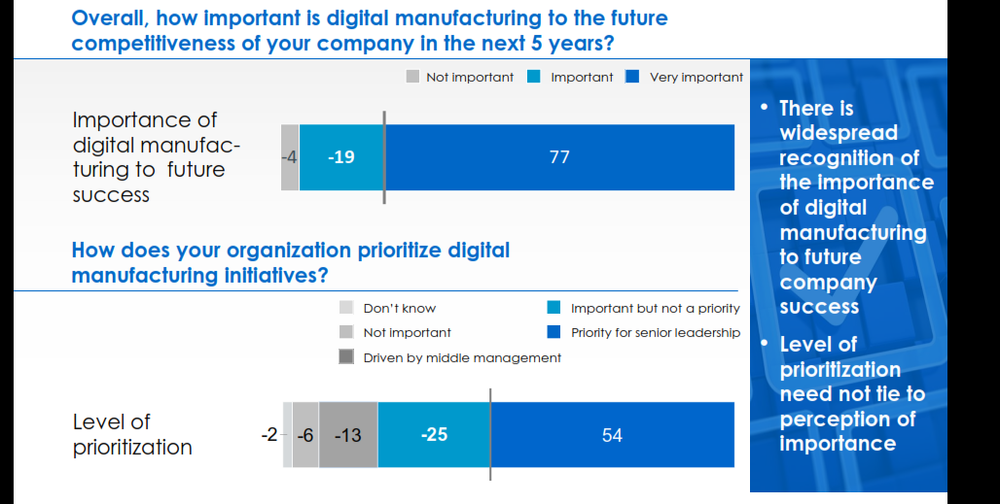 Overall, how important is digital manufacturing to the future
competitiveness of your company in the next 5 years?
Not important
Important
Very important
Importance of
digital manufac-
turing to future
success
-4
-19
77
How does your organization prioritize digital
manufacturing initiatives?
Don't know
Important but not a priority
Not important
Priority for senior leadership
Driven by middle management
Level of
prioritization
-2
-6
-13
-25
54
• There is
widespread
recognition of
the importance
of digital
manufacturing
to future
company
success
• Level of
prioritization
need not tie to
perception of
importance